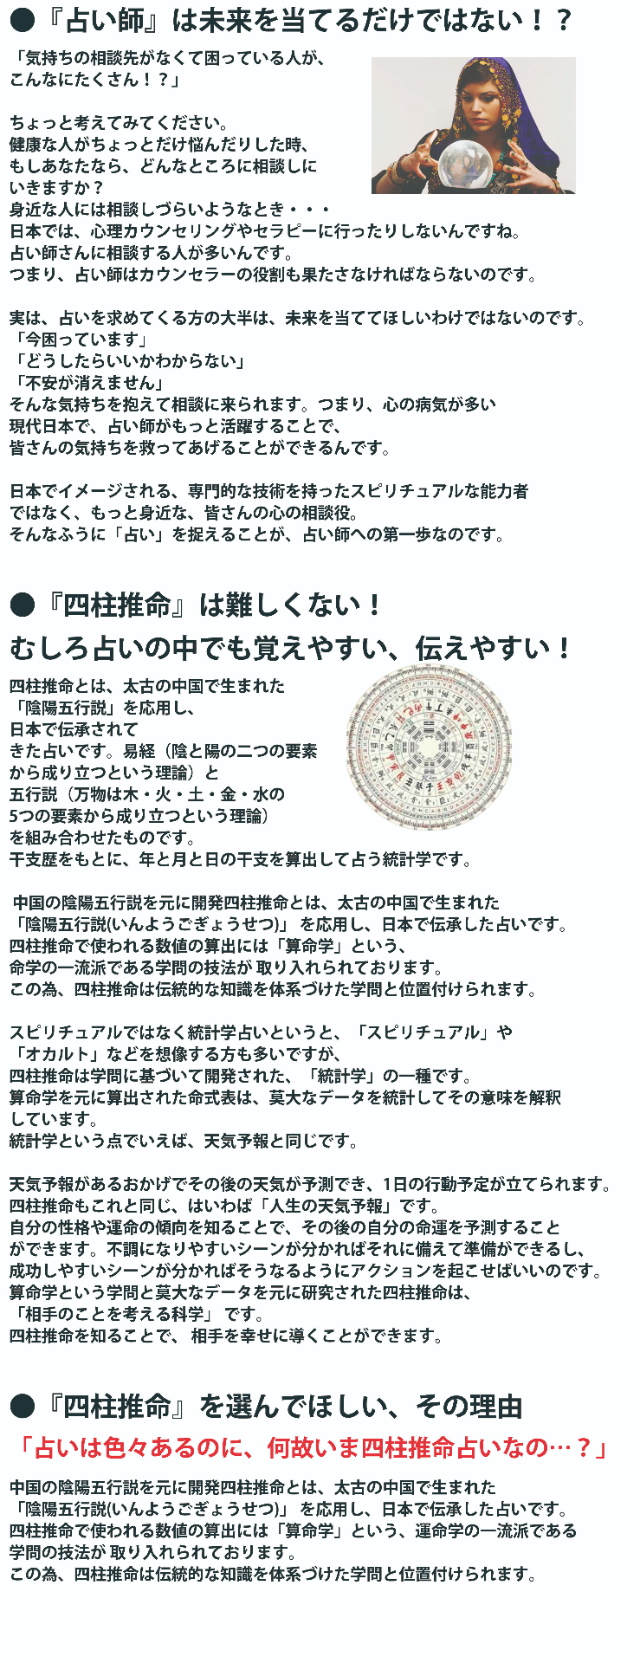 ●『占い師』は未来を当てるだけではない！？
「気持ちの相談先がなくて困っている人が、
こんなにたくさん！？」
ちょっと考えてみてください。
健康な人がちょっとだけ悩んだりした時、
もしあなたなら、どんなところに相談しに
いきますか？
身近な人には相談しづらいようなとき・・・
日本では、心理カウンセリングやセラピーに行ったりしないんですね。
占い師さんに相談する人が多いんです。
つまり、占い師はカウンセラーの役割も果たさなければならないのです。
実は、占いを求めてくる方の大半は、未来を当ててほしいわけではないのです。
「今困っています」
「どうしたらいいかわからない」
「不安が消えません」
そんな気持ちを抱えて相談に来られます。つまり、心の病気が多い
現代日本で、占い師がもっと活躍することで、
皆さんの気持ちを救ってあげることができるんです。
日本でイメージされる、専門的な技術を持ったスピリチュアルな能力者
ではなく、もっと身近な、皆さんの心の相談役。
そんなふうに「占い」を捉えることが、占い師への第一歩なのです。
●『四柱推命』は難しくない！
むしろ占いの中でも覚えやすい、伝えやすい！
四柱推命とは、太古の中国で生まれた
「陰陽五行説」を応用し、
日本で伝承されて
きた占いです。易経（陰と陽の二つの要素
から成り立つという理論）と
五行説（万物は木・火・土・金・水の
5つの要素から成り立つという理論）
を組み合わせたものです。
干支歴をもとに、年と月と日の干支を算出して占う統計学です。
中国の陰陽五行説を元に開発四柱推命とは、太古の中国で生まれた
「陰陽五行説(いんようごぎょうせつ)」 を応用し、日本で伝承した占いです。
四柱推命で使われる数値の算出には「算命学」という、
命学の一流派である学問の技法が 取り入れられております。
この為、四柱推命は伝統的な知識を体系づけた学問と位置付けられます。
スピリチュアルではなく統計学占いというと、「スピリチュアル」や
「オカルト」などを想像する方も多いですが、
四柱推命は学問に基づいて開発された、「統計学」の一種です。
算命学を元に算出された命式表は、莫大なデータを統計してその意味を解釈
しています。
統計学という点でいえば、天気予報と同じです。
天気予報があるおかげでその後の天気が予測でき、1日の行動予定が立てられます。
四柱推命もこれと同じ、はいわば「人生の天気予報」です。
自分の性格や運命の傾向を知ることで、その後の自分の命運を予測すること
ができます。不調になりやすいシーンが分かればそれに備えて準備ができるし、
成功しやすいシーンが分かればそうなるようにアクションを起こせばいいのです。
算命学という学問と莫大なデータを元に研究された四柱推命は、
「相手のことを考える科学」 です。
四柱推命を知ることで、 相手を幸せに導くことができます。
●『四柱推命』を選んでほしい、その理由
「占いは色々あるのに、何故いま四柱推命占いなの…？」
中国の陰陽五行説を元に開発四柱推命とは、太古の中国で生まれた
「陰陽五行説(いんようごぎょうせつ)」 を応用し、日本で伝承した占いです。
四柱推命で使われる数値の算出には「算命学」という、運命学の一流派である
学問の技法が 取り入れられております。
この為、四柱推命は伝統的な知識を体系づけた学問と位置付けられます。